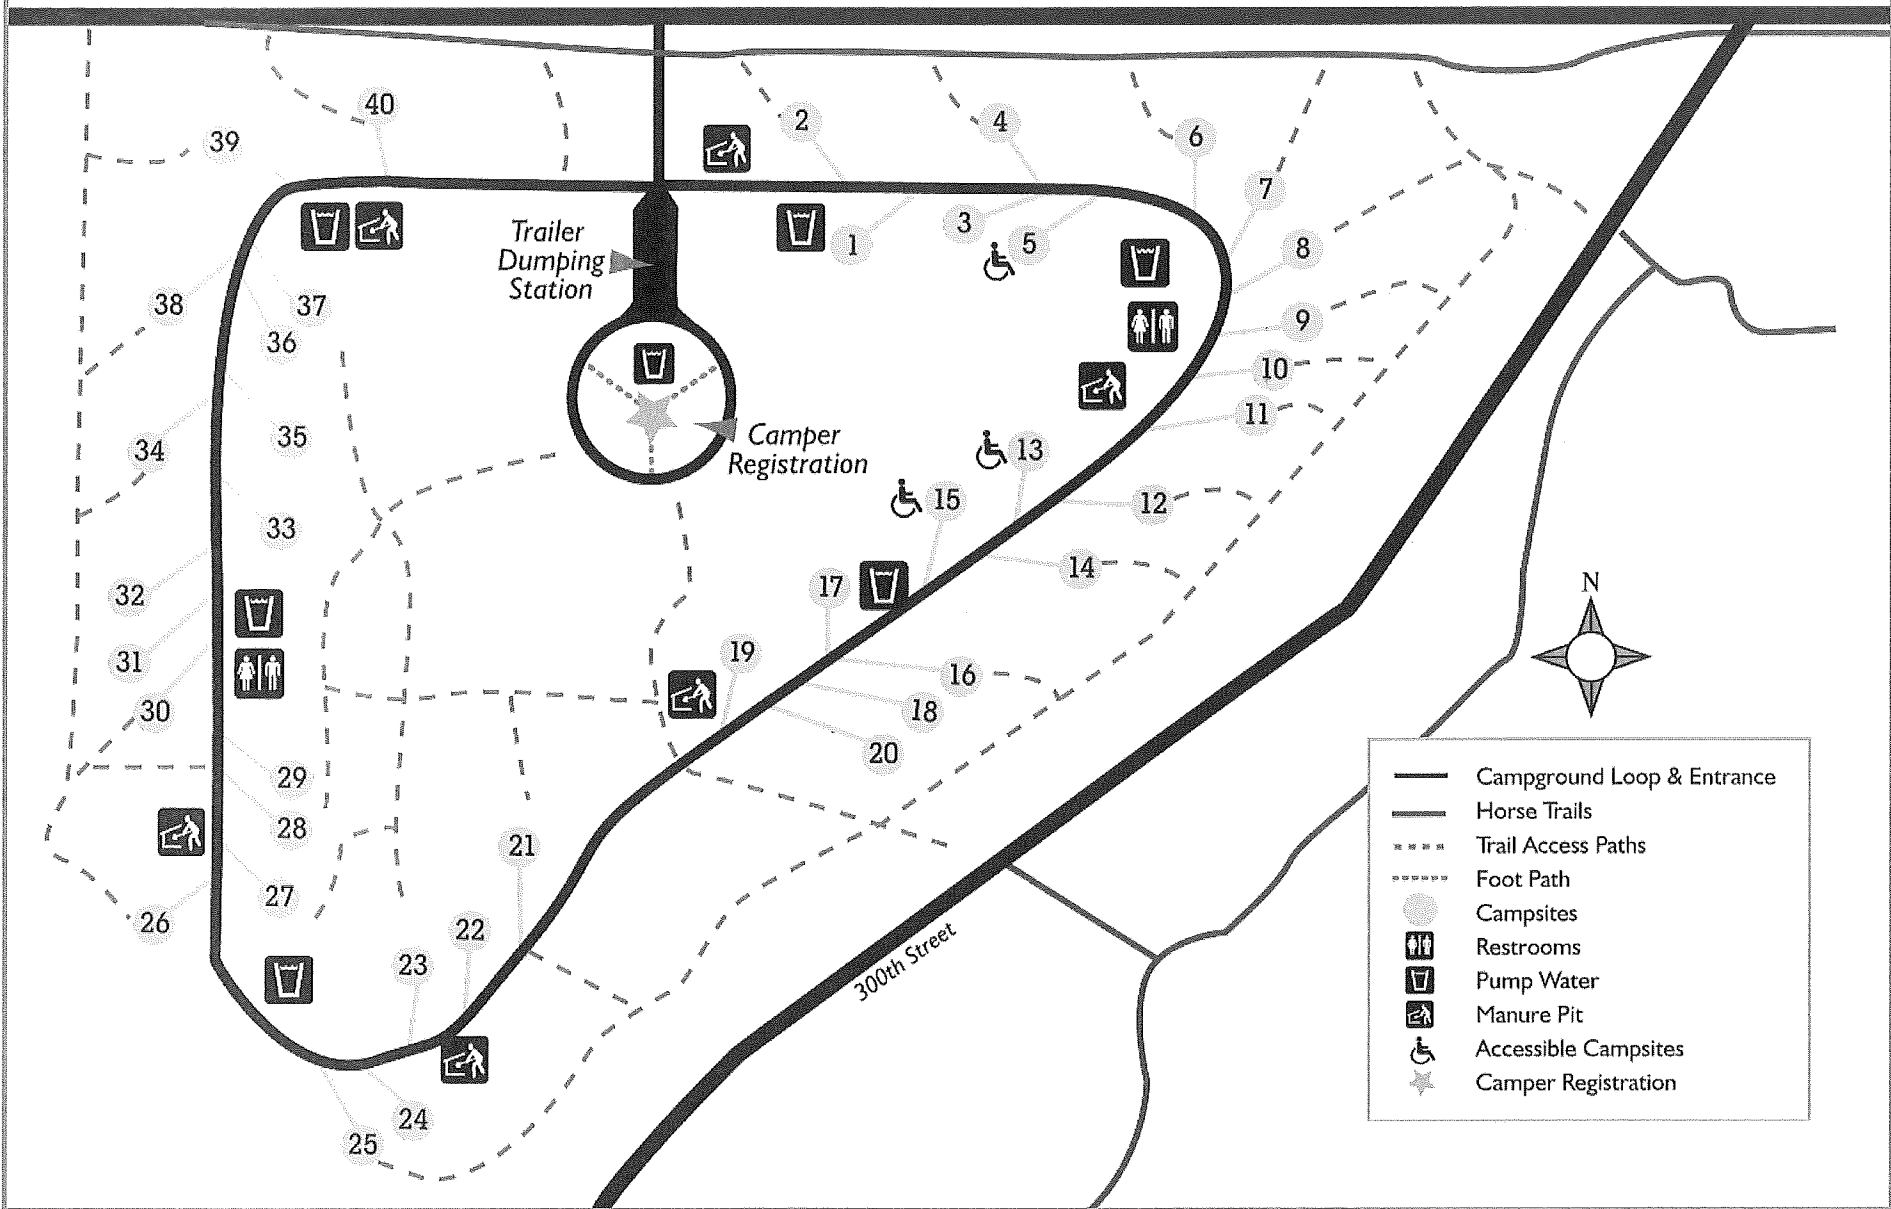 40
2
4
39
6
7
Trailer
Dumping
Station
3
1
5
8
38
37
36
9
10
11
35
34
Camper
Registration
13
15
12
33
32
17
14
N
31
19
16
30
18
20
29
28
21
27
26
22
23
24
25
300th Street
Campground Loop & Entrance
Horse Trails
Trail Access Paths
Foot Path
Campsites
Restrooms
Pump Water
Manure Pit
Accessible Campsites
Camper Registration